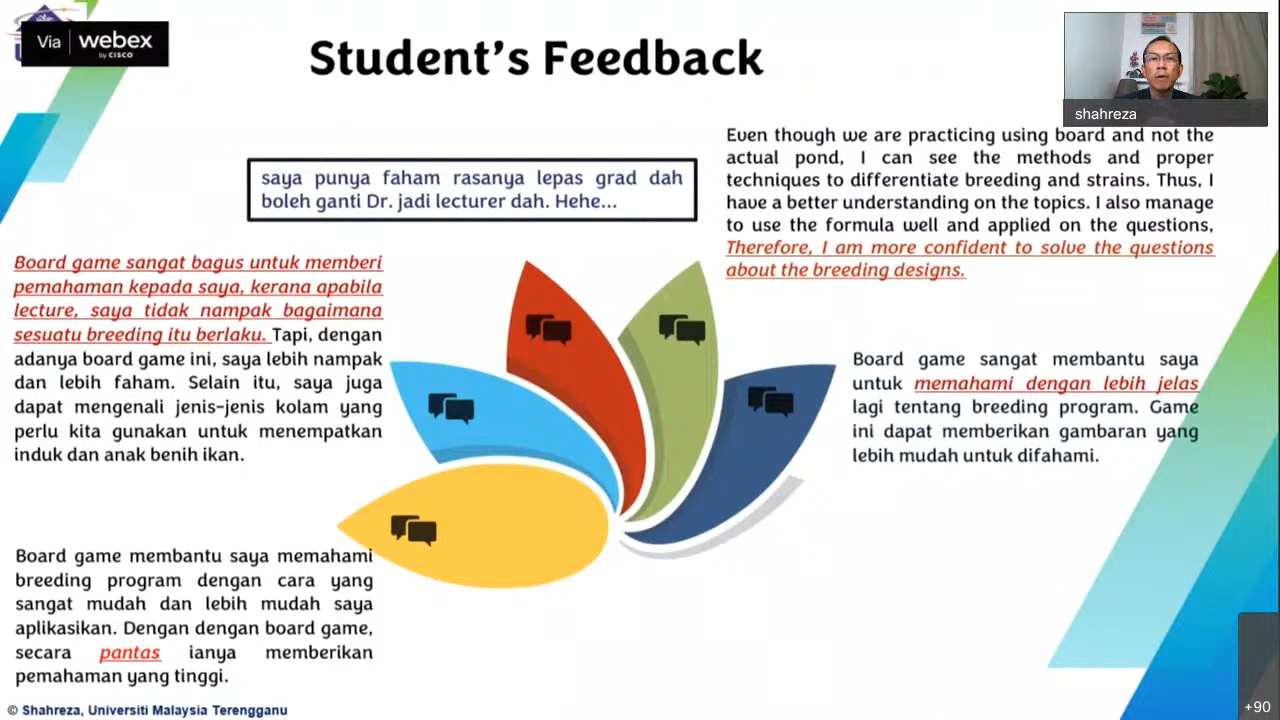 Via webex
by CISCO
Student's Feedback
shahreza
saya punya faham rasanya lepas grad dah
boleh ganti Dr. jadi lecturer dah. Hehe...
Even though we are practicing using board and not the
actual pond, I can see the methods and proper
techniques to differentiate breeding and strains. Thus, I
have a better understanding on the topics. I also manage
to use the formula well and applied on the questions,
Therefore, I am more confident to solve the questions
about the breeding designs.
Board game sangat bagus untuk memberi
pemahaman kepada saya, kerana apabila
lecture, saya tidak nampak bagaimana
sesuatu breeding itu berlaku. Tapi, dengan
adanya board game ini, saya lebih nampak
dan lebih faham. Selain itu, saya juga
dapat mengenali jenis-jenis kolam yang
perlu kita gunakan untuk menempatkan
induk dan anak benih ikan.
Board game sangat membantu saya
untuk memahami dengan lebih jelas
lagi tentang breeding program. Game
ini dapat memberikan gambaran yang
lebih mudah untuk difahami.
Board game membantu saya memahami
breeding program dengan cara yang
sangat mudah dan lebih mudah saya
aplikasikan. Dengan dengan board game,
secara pantas ianya memberikan
pemahaman yang tinggi.
© Shahreza, Universiti Malaysia Terengganu
+90